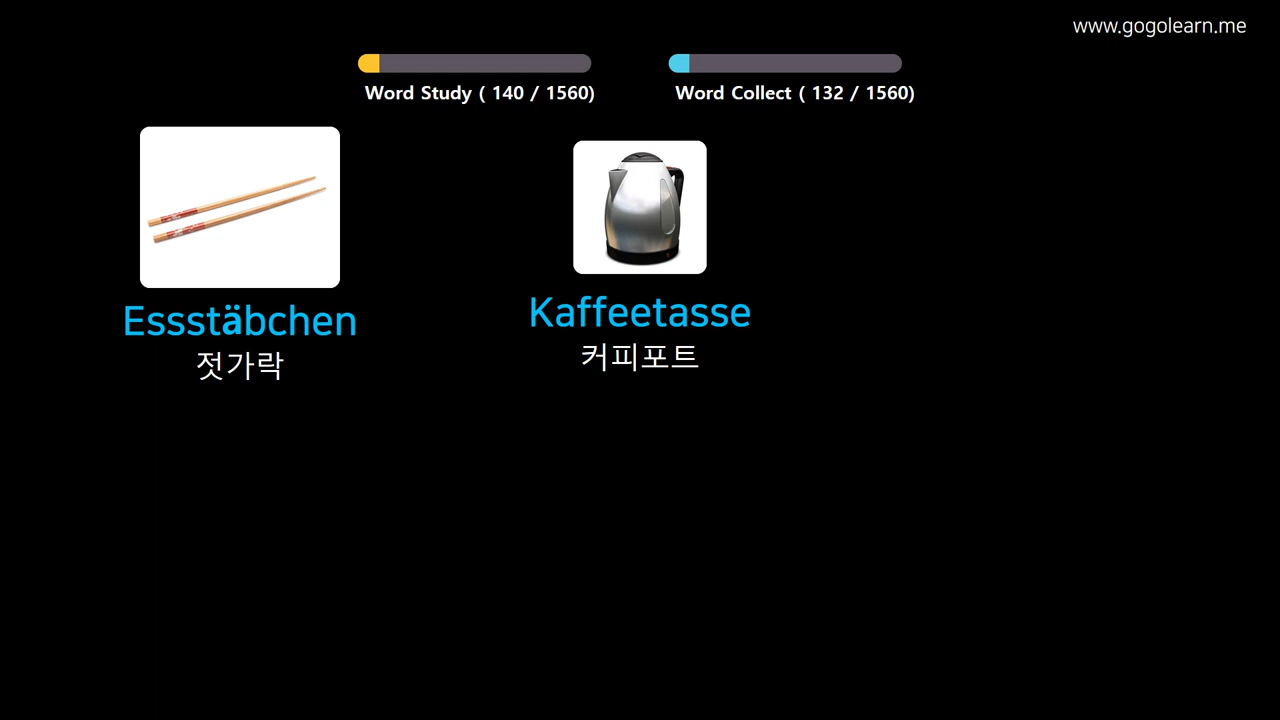 www.gogolearn.me
Word Study ( 140 / 1560)
Word Collect ( 132 / 1560)
Essstäbchen
젓가락
Kaffeetasse
커피포트